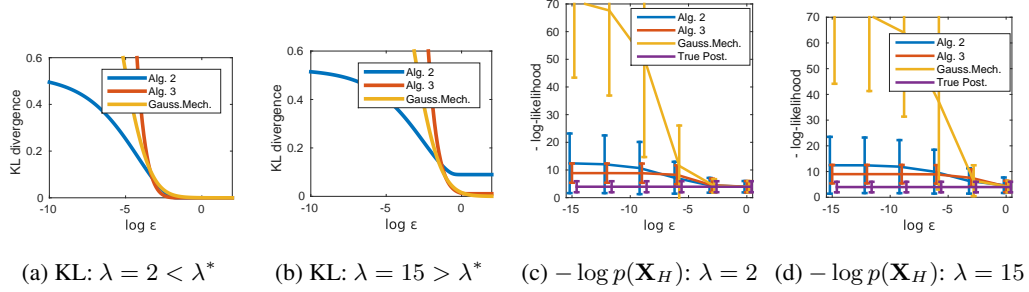 0.6
0.4
0.2
0
KL divergence
Alg. 2
Alg. 3
Gauss.Mech.
-10
-5
0
log ε
(a) KL: λ = 2 < λ*
0.6
0.4
0.2
0
KL divergence
Alg. 2
Alg. 3
Gauss.Mech.
-10
-5
0
log ε
(b) KL: λ = 15 > λ*
70
60
50
40
30
20
10
0
- log-likelihood
Alg. 2
Alg. 3
Gauss.Mech.
True Post.
-15
-10
-5
0
log ε
(c) − log p(X_H): λ = 2
70
60
50
40
30
20
10
0
- log-likelihood
Alg. 2
Alg. 3
Gauss.Mech.
True Post.
-15
-10
-5
0
log ε
(d) − log p(X_H): λ = 15